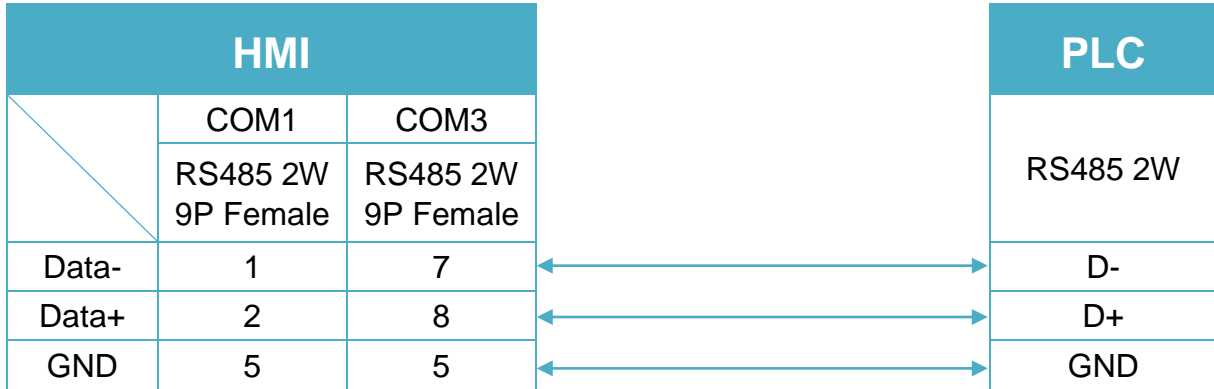 HMI
PLC
COM1 COM3
RS485 2W RS485 2W
9P Female 9P Female
RS485 2W
Data- 1 7 D-
Data+ 2 8 D+
GND 5 5 GND